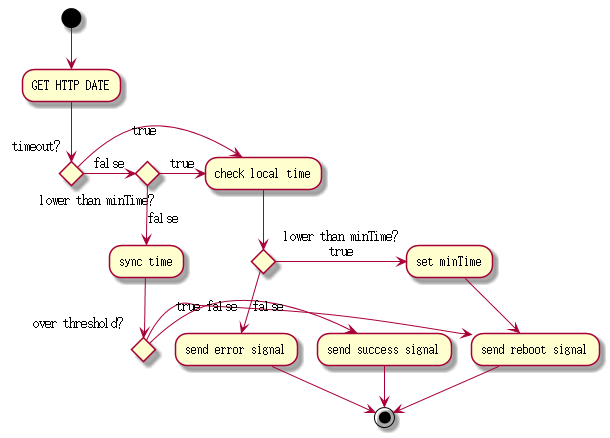 GET HTTP DATE
timeout?
true
false
true
check local time
lower than minTime?
false
lower than minTime?
true
sync time
set minTime
over threshold?
true
false
false
send error signal
send success signal
send reboot signal